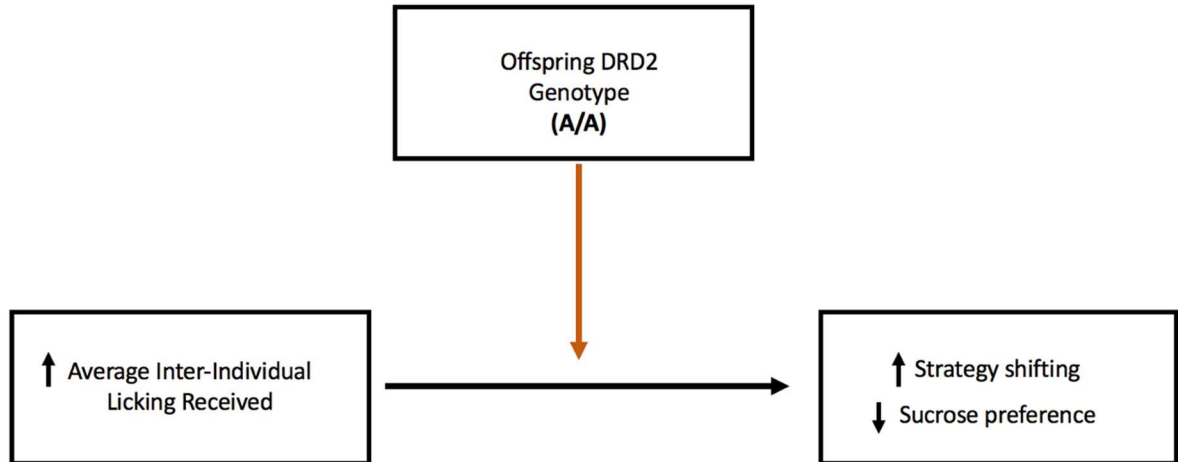 Offspring DRD2
Genotype
(A/A)
Average Inter-Individual
Licking Received
Strategy shifting
Sucrose preference